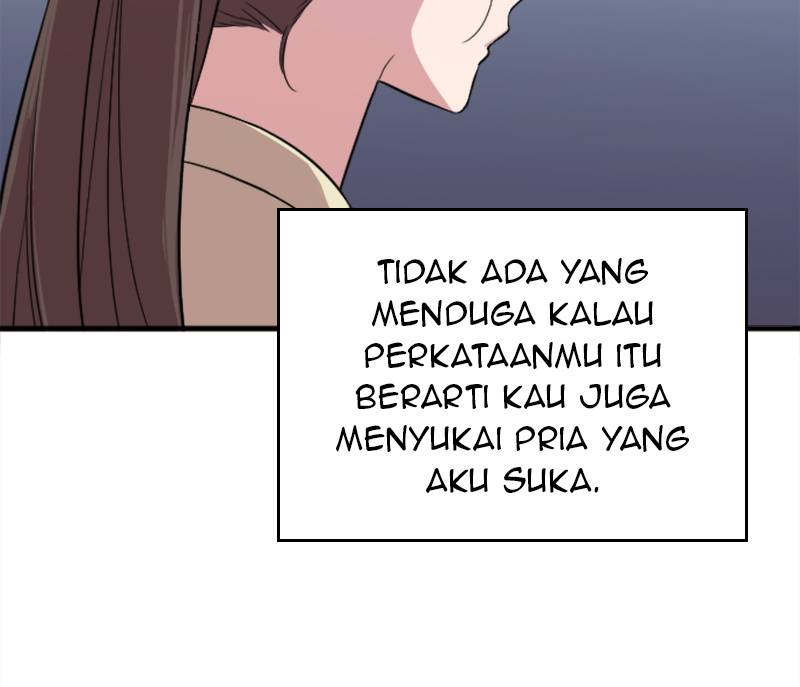 TIDAK ADA YANG
MENDUGA KALAU
PERKATAANMU ITU
BERARTI KAU JUGA
MENYUKAI PRIA YANG
AKU SUKA.